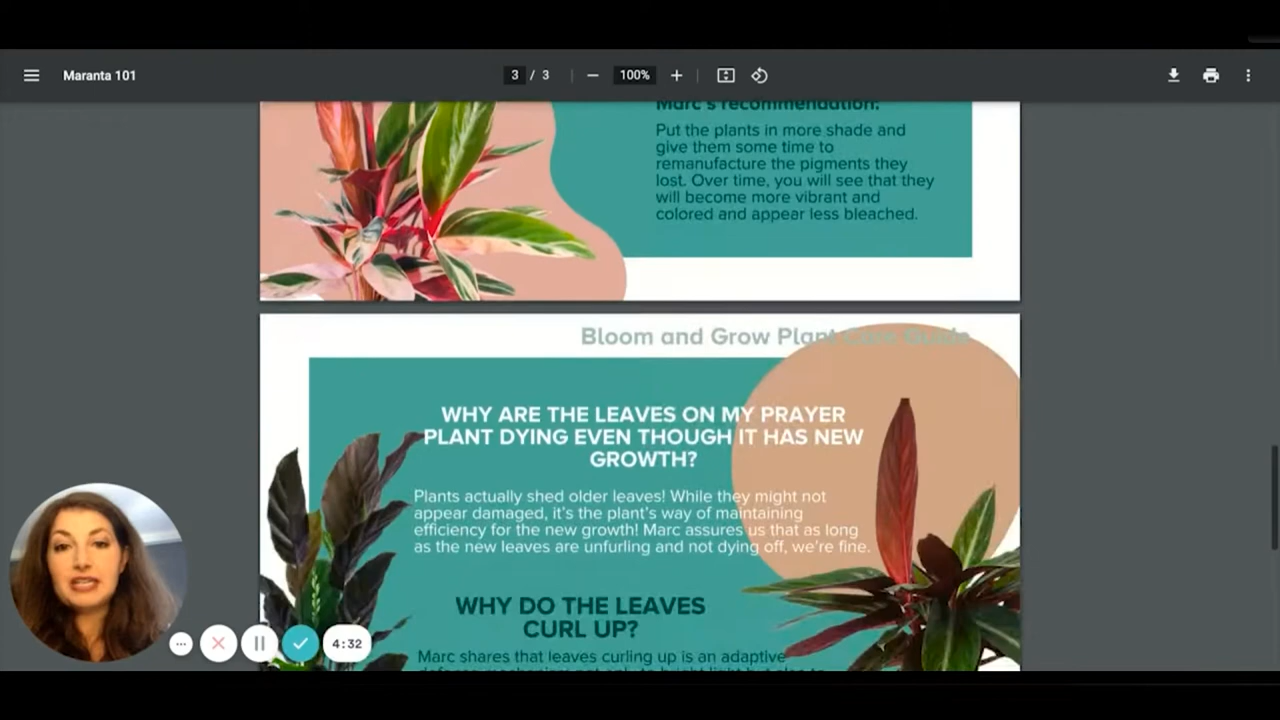 Maranta 101
3 / 3
100%
Marc's recommendation:
Put the plants in more shade and
give them some time to
remanufacture the pigments they
lost. Over time, you will see that they
will become more vibrant and
colored and appear less bleached.
Bloom and Grow Plant Care Guide
WHY ARE THE LEAVES ON MY PRAYER
PLANT DYING EVEN THOUGH IT HAS NEW
GROWTH?
Plants actually shed older leaves! While they might not
appear damaged, it's the plant's way of maintaining
efficiency for the new growth! Marc assures us that as long
as the new leaves are unfurling and not dying off, we're fine.
WHY DO THE LEAVES
CURL UP?
Marc shares that leaves curling up is an adaptive
4:32